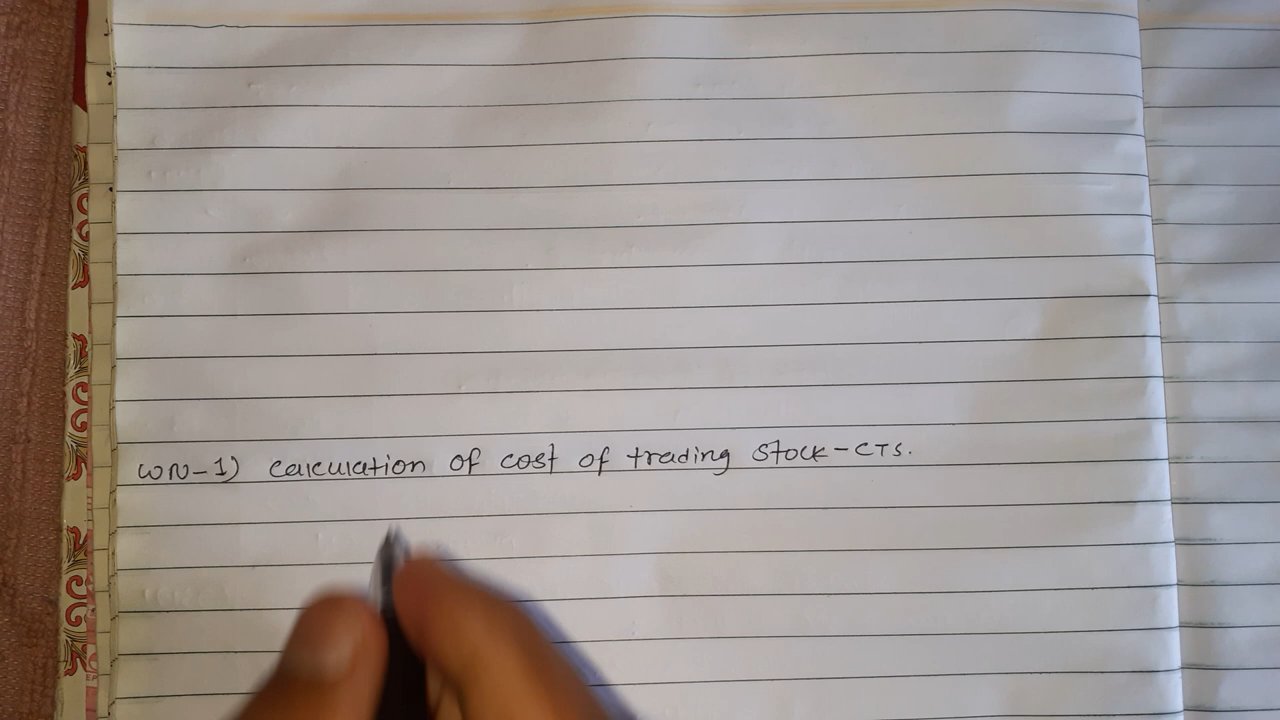 WN-1) calculation of cost of trading Stock-CTS.